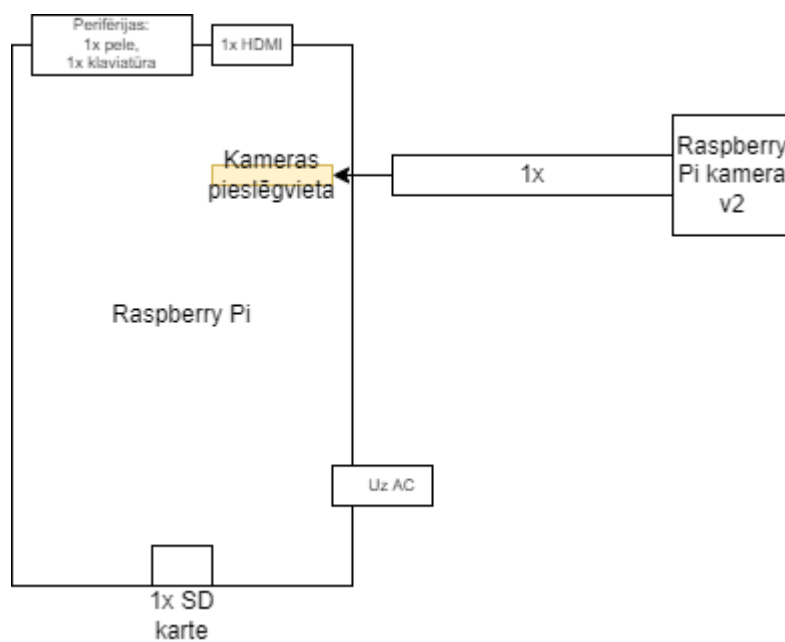 Perifērijas:
1x pele,
1x klaviatūra
1x HDMI
Kameras
pieslēgvieta
1x
Raspberry
Pi kamera
v2
Raspberry Pi
Uz AC
1x SD
karte